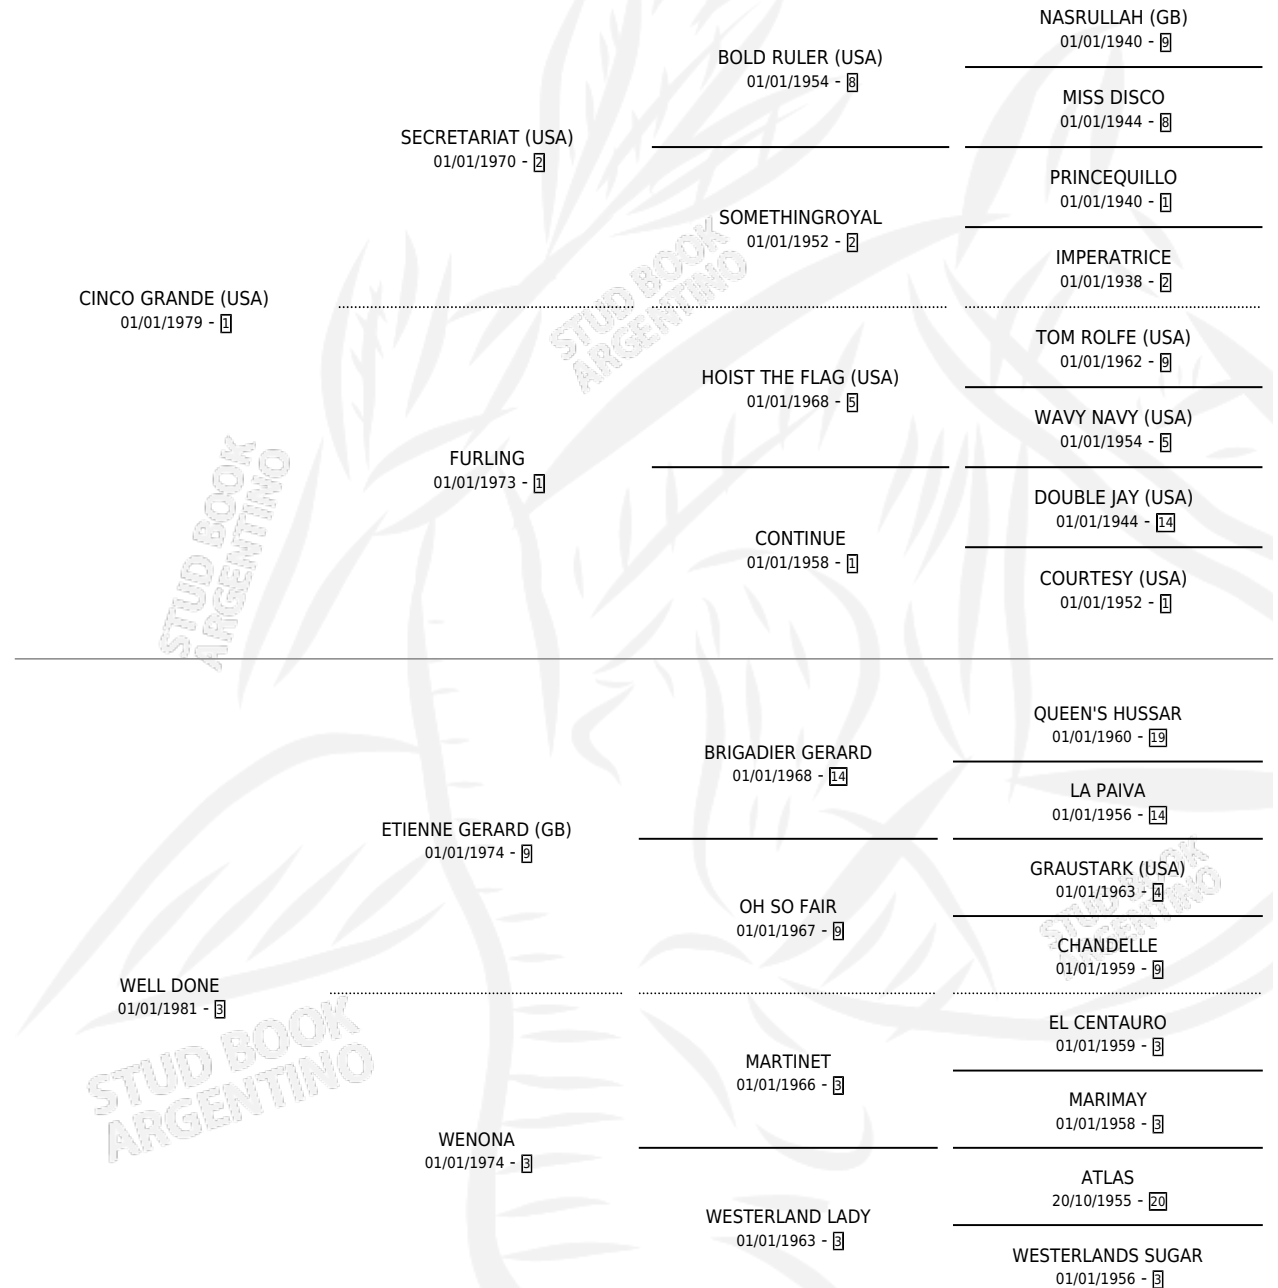 NASRULLAH (GB)
01/01/1940 - 9
BOLD RULER (USA)
01/01/1954 - 8
MISS DISCO
01/01/1944 - 8
SECRETARIAT (USA)
01/01/1970 - 2
PRINCEQUILLO
01/01/1940 - 1
SOMETHINGROYAL
01/01/1952 - 2
IMPERATRICE
01/01/1938 - 2
CINCO GRANDE (USA)
01/01/1979 - 1
STUD BOOK
ARGENTINO
TOM ROLFE (USA)
01/01/1962 - 9
HOIST THE FLAG (USA)
01/01/1968 - 5
WAVY NAVY (USA)
01/01/1954 - 5
FURLING
01/01/1973 - 1
DOUBLE JAY (USA)
01/01/1944 - 14
CONTINUE
01/01/1958 - 1
COURTESY (USA)
01/01/1952 - 1
STUD BOOK
ARGENTINO
QUEEN'S HUSSAR
01/01/1960 - 19
BRIGADIER GERARD
01/01/1968 - 14
LA PAIVA
01/01/1956 - 14
ETIENNE GERARD (GB)
01/01/1974 - 9
GRAUSTARK (USA)
01/01/1963 - 4
OH SO FAIR
01/01/1967 - 9
CHANDELLE
01/01/1959 - 9
STUD BOOK
ARGENTINO
WELL DONE
01/01/1981 - 3
EL CENTAURO
01/01/1959 - 3
MARTINET
01/01/1966 - 3
MARIMAY
01/01/1958 - 3
STUD BOOK
ARGENTINO
WENONA
01/01/1974 - 3
ATLAS
20/10/1955 - 20
WESTERLAND LADY
01/01/1963 - 3
WESTERLANDS SUGAR
01/01/1956 - 3